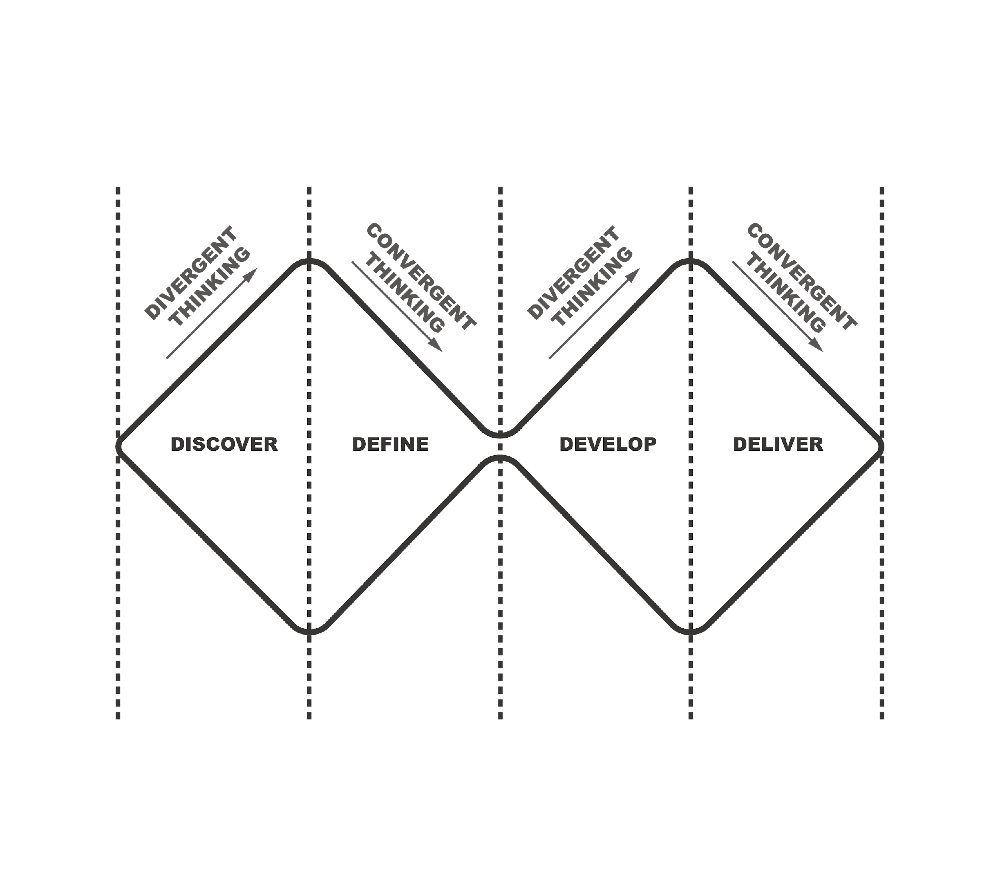 DIVERGENT
THINKING
CONVERGENT
THINKING
DIVERGENT
THINKING
CONVERGENT
THINKING
DISCOVER
DEFINE
DEVELOP
DELIVER